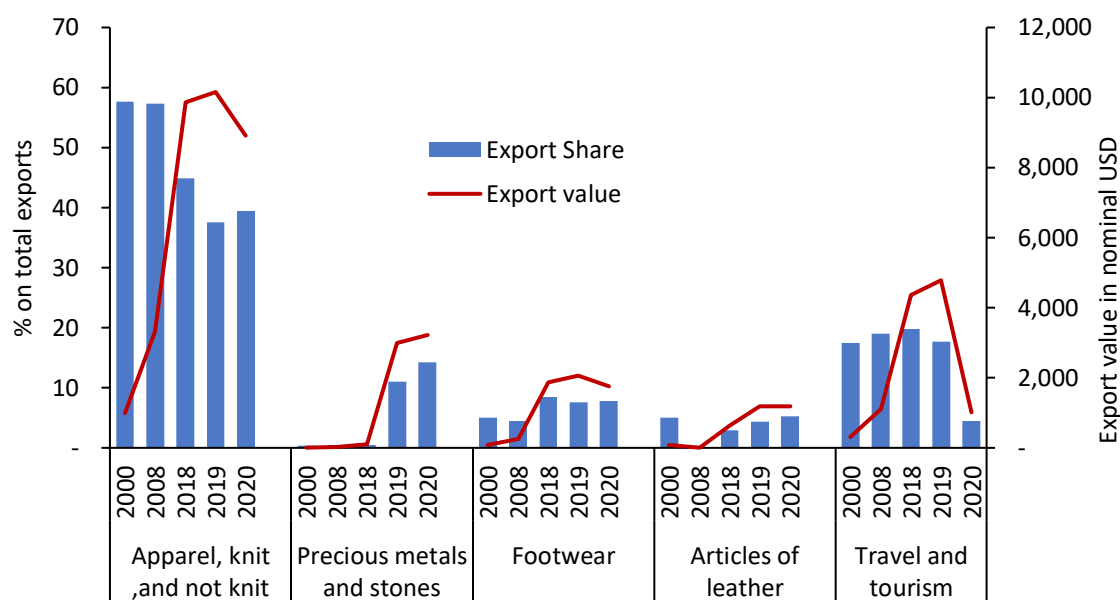 % on total exports
70
60
50
40
30
20
10
-
Export Share
Export value
12,000
10,000
8,000
6,000
4,000
2,000
-
Export value in nominal USD
2000 2008 2018 2019 2020 2000 2008 2018 2019 2020 2000 2008 2018 2019 2020 2000 2008 2018 2019 2020 2000 2008 2018 2019 2020
Apparel, knit
,and not knit
Precious metals
and stones
Footwear
Articles of
leather
Travel and
tourism